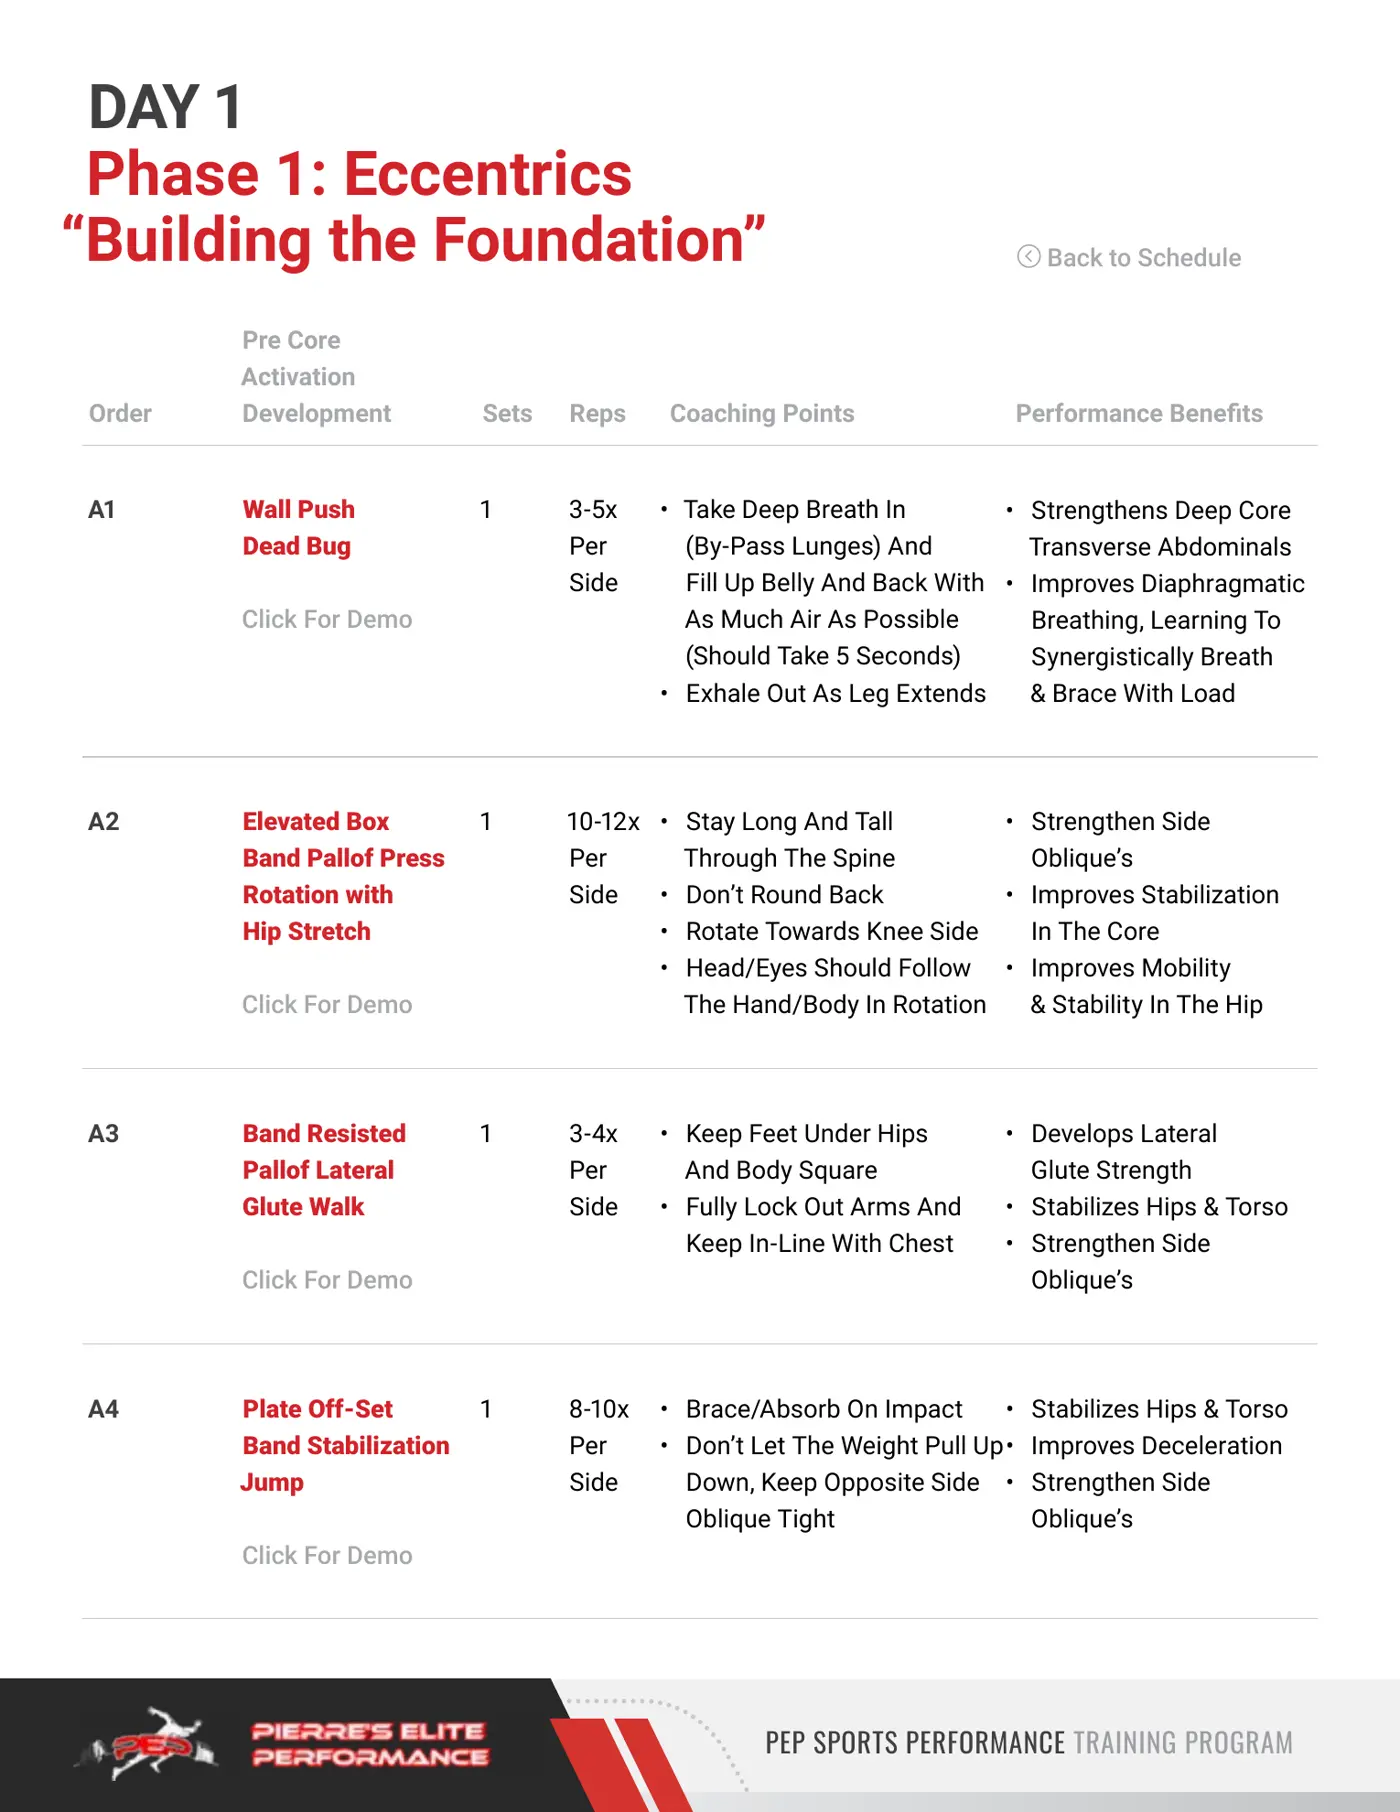 DAY 1
Phase 1: Eccentrics
“Building the Foundation”
Back to Schedule
Order
Pre Core
Activation
Development
Sets
Reps
Coaching Points
Performance Benefits
A1
Wall Push
Dead Bug
Click For Demo
1
3-5x
Per
Side
• Take Deep Breath In
(By-Pass Lunges) And
Fill Up Belly And Back With
As Much Air As Possible
(Should Take 5 Seconds)
• Exhale Out As Leg Extends
• Strengthens Deep Core
Transverse Abdominals
• Improves Diaphragmatic
Breathing, Learning To
Synergistically Breath
& Brace With Load
A2
Elevated Box
Band Pallof Press
Rotation with
Hip Stretch
Click For Demo
1
10-12x
Per
Side
• Stay Long And Tall
Through The Spine
• Don’t Round Back
• Rotate Towards Knee Side
• Head/Eyes Should Follow
The Hand/Body In Rotation
• Strengthen Side
Oblique’s
• Improves Stabilization
In The Core
• Improves Mobility
& Stability In The Hip
A3
Band Resisted
Pallof Lateral
Glute Walk
Click For Demo
1
3-4x
Per
Side
• Keep Feet Under Hips
And Body Square
• Fully Lock Out Arms And
Keep In-Line With Chest
• Develops Lateral
Glute Strength
• Stabilizes Hips & Torso
• Strengthen Side
Oblique’s
A4
Plate Off-Set
Band Stabilization
Jump
Click For Demo
1
8-10x
Per
Side
• Brace/Absorb On Impact
• Don’t Let The Weight Pull Up
Down, Keep Opposite Side
Oblique Tight
• Stabilizes Hips & Torso
• Improves Deceleration
• Strengthen Side
Oblique’s
PEP
PIERRE'S ELITE
PERFORMANCE
PEP SPORTS PERFORMANCE TRAINING PROGRAM